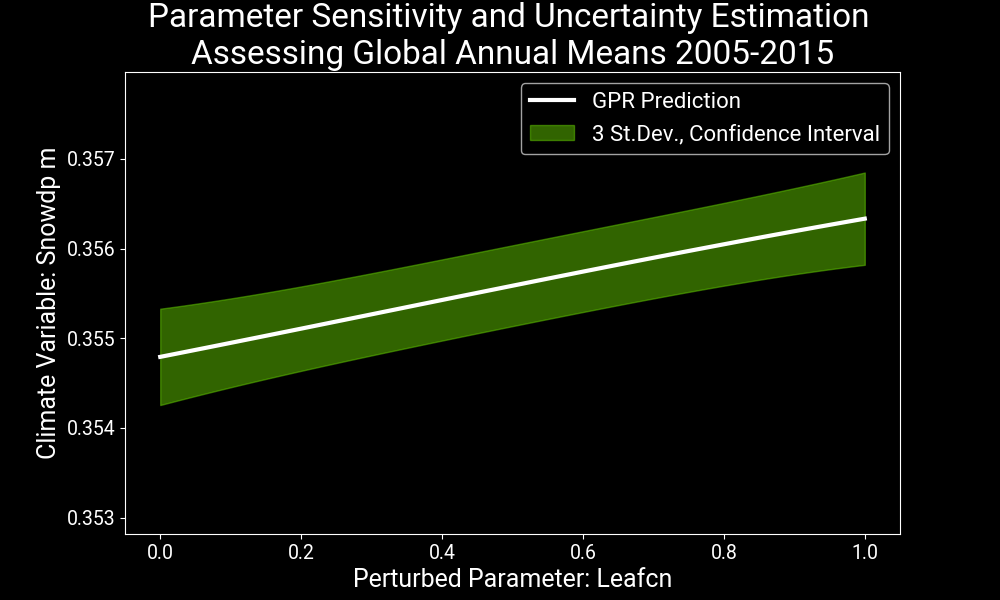 Parameter Sensitivity and Uncertainty Estimation
Assessing Global Annual Means 2005-2015
GPR Prediction
3 St.Dev., Confidence Interval
Climate Variable: Snowdp m
0.357
0.356
0.355
0.354
0.353
0.0 0.2 0.4 0.6 0.8 1.0
Perturbed Parameter: Leafcn